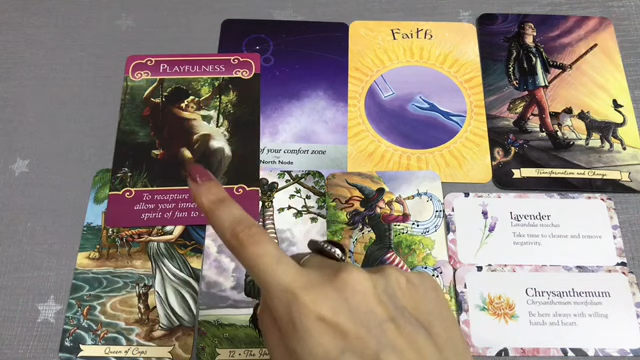 PLAYFULNESS
To recapture
allow your inne
spirit of fun to
of your comfort zone
North Node
Faith
Transformation and Change
Queen of Cups
12 • The Ha
lavender
Lavandula
Take time to cleanse and remove
negativity.
Chrysanthemum
Chrysanthemum morifolium
Be here always with willing
hands and heart.